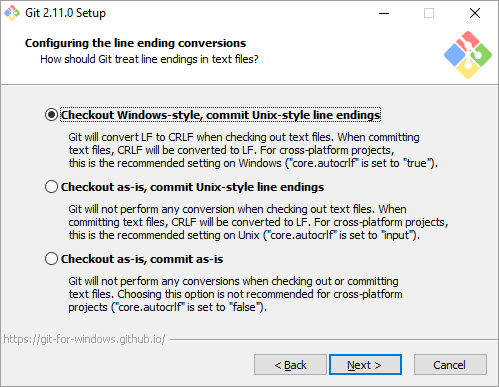 Git 2.11.0 Setup
Configuring the line ending conversions
How should Git treat line endings in text files?
Checkout Windows-style, commit Unix-style line endings
Git will convert LF to CRLF when checking out text files. When committing
text files, CRLF will be converted to LF. For cross-platform projects,
this is the recommended setting on Windows ("core.autocrlf" is set to "true").
Checkout as-is, commit Unix-style line endings
Git will not perform any conversion when checking out text files. When
committing text files, CRLF will be converted to LF. For cross-platform projects,
this is the recommended setting on Unix ("core.autocrlf" is set to "input").
Checkout as-is, commit as-is
Git will not perform any conversions when checking out or committing
text files. Choosing this option is not recommended for cross-platform
projects ("core.autocrlf" is set to "false").
https://git-for-windows.github.io/
< Back
Next >
Cancel